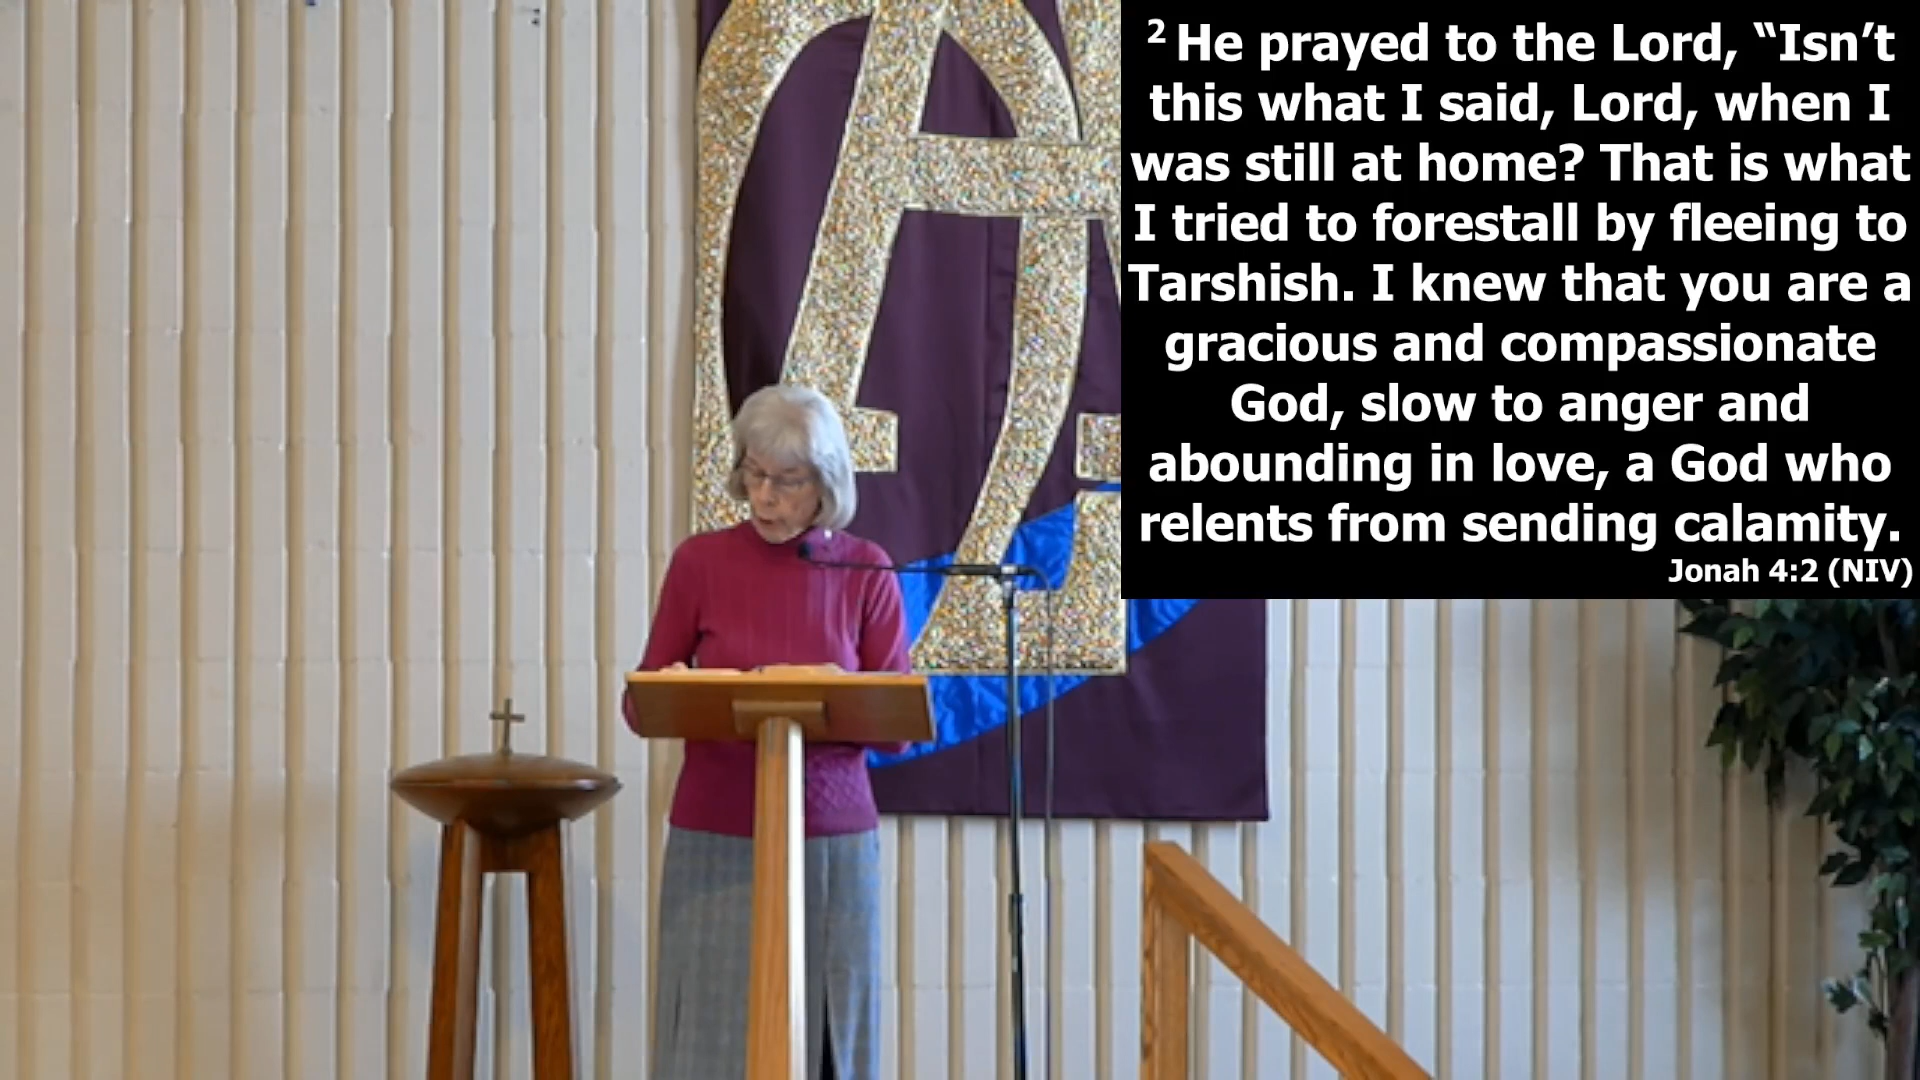 2 He prayed to the Lord, “Isn’t
this what I said, Lord, when I
was still at home? That is what
I tried to forestall by fleeing to
Tarshish. I knew that you are a
gracious and compassionate
God, slow to anger and
abounding in love, a God who
relents from sending calamity.
Jonah 4:2 (NIV)